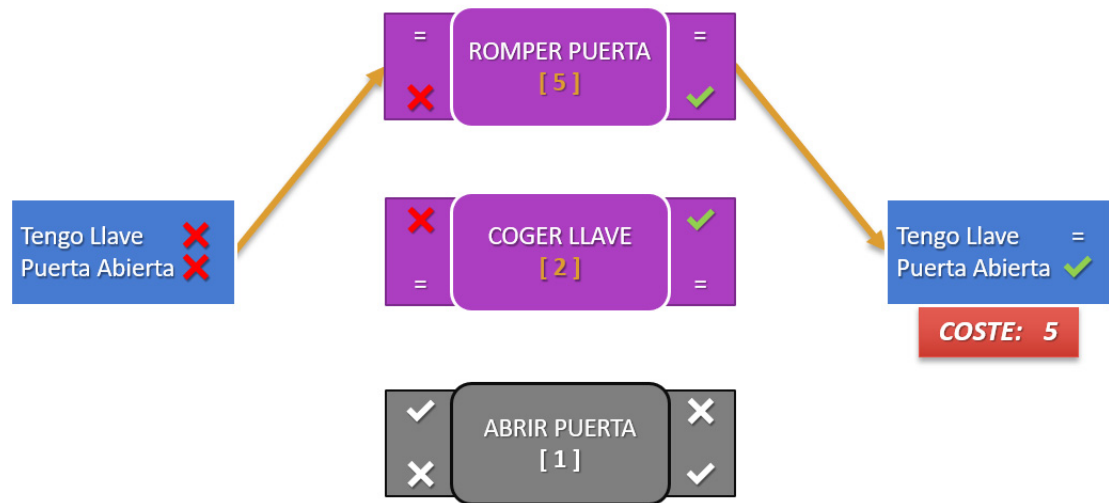 =
ROMPER PUERTA
[ 5 ]
=
Tengo Llave
Puerta Abierta
COGER LLAVE
[ 2 ]
=
=
Tengo Llave =
Puerta Abierta
COSTE: 5
ABRIR PUERTA
[ 1 ]